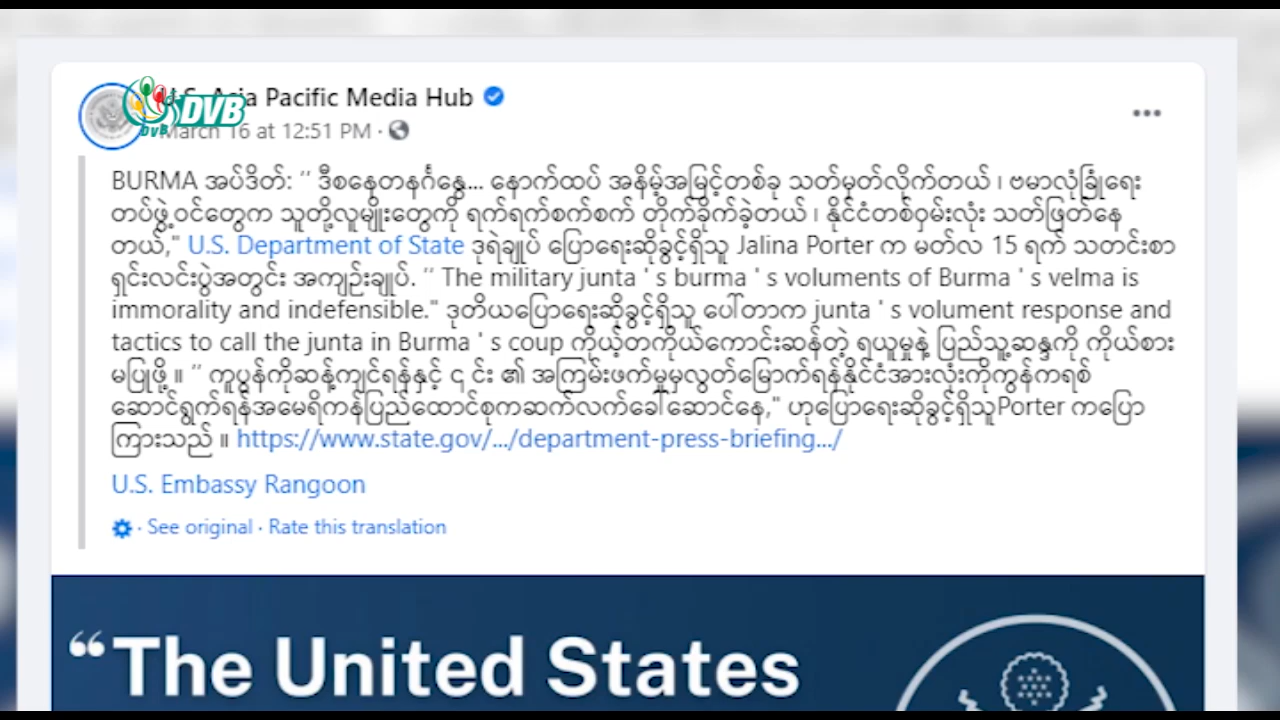 U.S. Asia Pacific Media Hub
DVB
DVB
March 16 at 12:51 PM ·
BURMA အပ်ဒိတ်: ′′ ဒီစနေတနင်္ဂနွေ... နောက်ထပ် အနိမ့်အမြင့်တစ်ခု သတ်မှတ်လိုက်တယ် ၊ ဗမာလုံခြုံရေး
တပ်ဖွဲ့ဝင်တွေက သူတို့လူမျိုးတွေကို ရက်ရက်စက်စက် တိုက်ခိုက်ခဲ့တယ် ၊ နိုင်ငံတစ်ဝှမ်းလုံး သတ်ဖြတ်နေ
တယ်," U.S. Department of State ဒုရဲချုပ် ပြောရေးဆိုခွင့်ရှိသူ Jalina Porter က မတ်လ 15 ရက် သတင်းစာ
ရှင်းလင်းပွဲအတွင်း အကျဉ်းချုပ်. ′′ The military junta ' s burma ' s voluments of Burma ' s velma is
immorality and indefensible." ဒုတိယပြောရေးဆိုခွင့်ရှိသူ ပေါ်တာက junta ' s volument response and
tactics to call the junta in Burma ' s coup ကိုယ့်တကိုယ်ကောင်းဆန်တဲ့ ရယူမှုနဲ့ ပြည်သူ့ဆန္ဒကို ကိုယ်စား
မပြုဖို့ ။ ′′ ကူပွန်ကိုဆန့်ကျင်ရန်နှင့် ၎င်း ၏ အကြမ်းဖက်မှုမှလွတ်မြောက်ရန်နိုင်ငံအားလုံးကိုကွန်ကရစ်
ဆောင်ရွက်ရန်အမေရိကန်ပြည်ထောင်စုကဆက်လက်ခေါ်ဆောင်နေ," ဟုပြောရေးဆိုခွင့်ရှိသူPorter ကပြော
ကြားသည် ။ https://www.state.gov/.../department-press-briefing.../
U.S. Embassy Rangoon
· See original · Rate this translation
“The United States